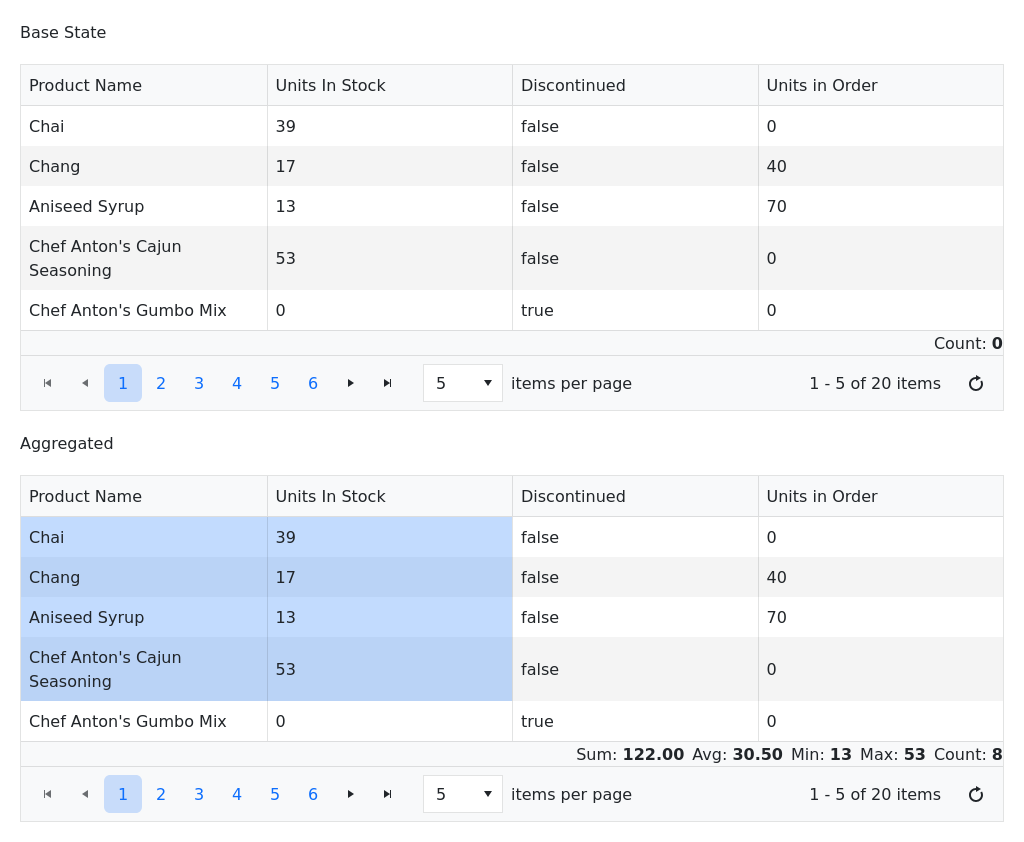 Base State
Product Name Units In Stock Discontinued Units in Order
Chai 39 false 0
Chang 17 false 40
Aniseed Syrup 13 false 70
Chef Anton's Cajun
Seasoning 53 false 0
Chef Anton's Gumbo Mix 0 true 0
Count: 0
1 2 3 4 5 6 5 items per page 1 - 5 of 20 items
Aggregated
Product Name Units In Stock Discontinued Units in Order
Chai 39 false 0
Chang 17 false 40
Aniseed Syrup 13 false 70
Chef Anton's Cajun
Seasoning 53 false 0
Chef Anton's Gumbo Mix 0 true 0
Sum: 122.00 Avg: 30.50 Min: 13 Max: 53 Count: 8
1 2 3 4 5 6 5 items per page 1 - 5 of 20 items